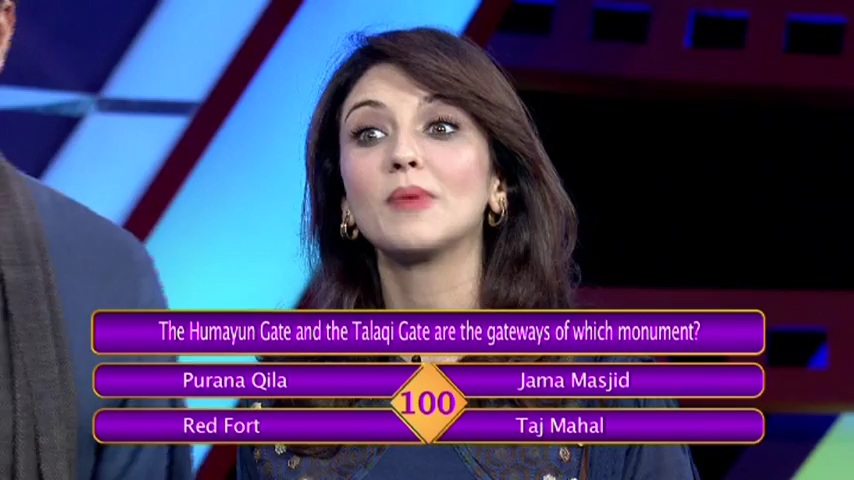 The Humayun Gate and the Talaqi Gate are the gateways of which monument?
Purana Qila
Jama Masjid
100
Red Fort
Taj Mahal